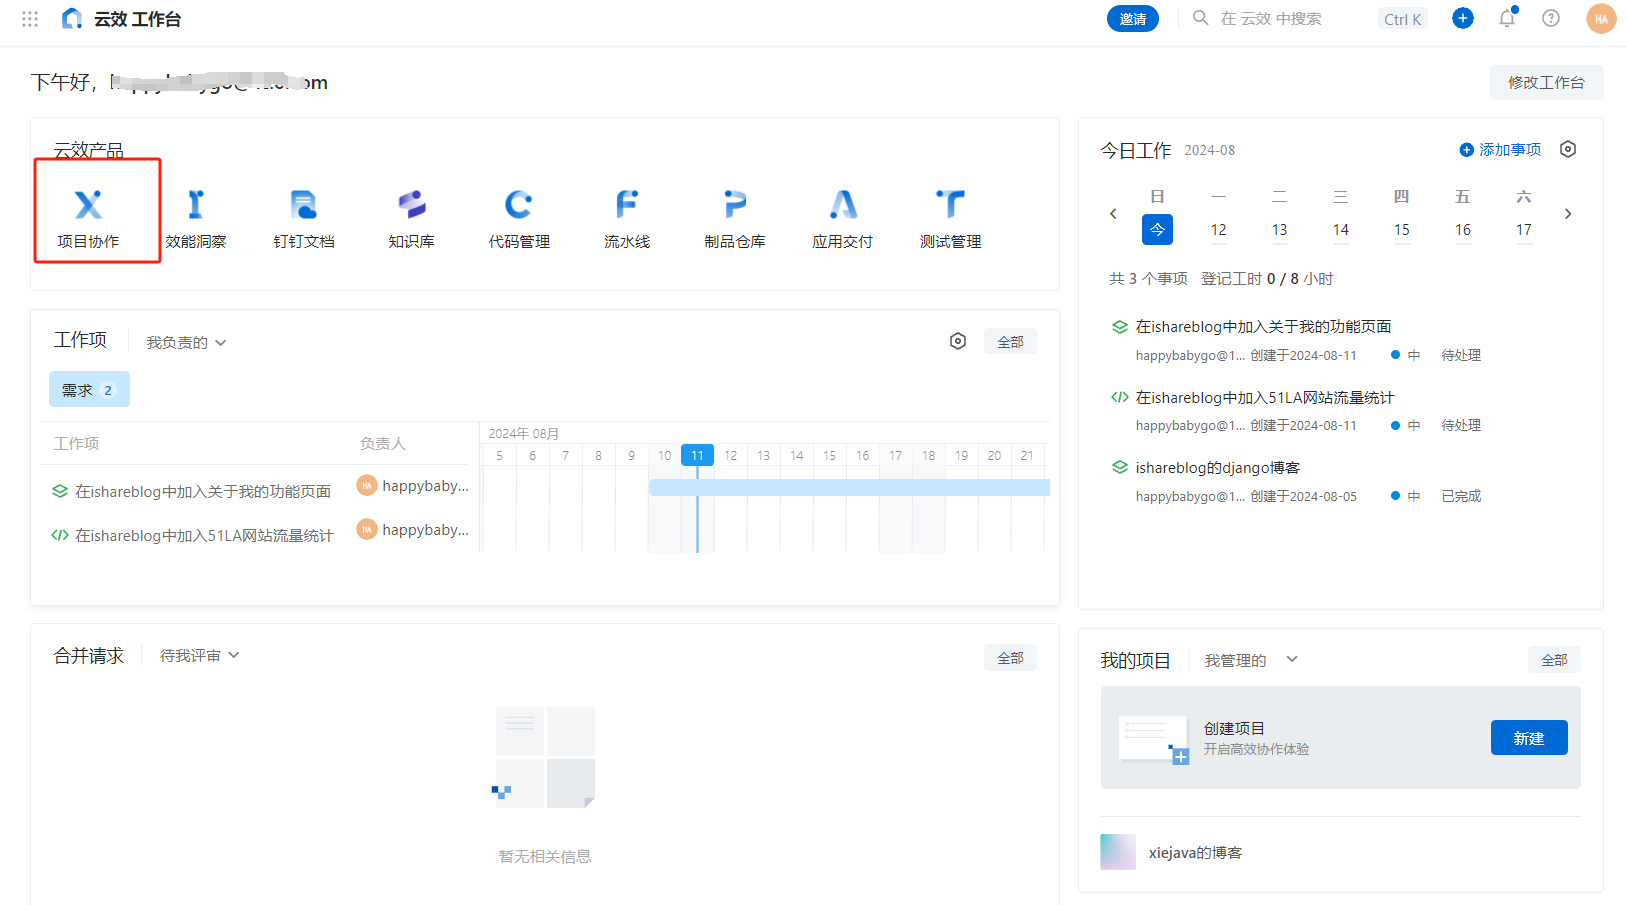 云效 工作台
邀请
在 云效 中搜索
Ctrl K
HA
下午好，
修改工作台
云效产品
项目协作
效能洞察
钉钉文档
知识库
代码管理
流水线
制品仓库
应用交付
测试管理
工作项
我负责的
全部
需求 2
工作项
负责人
2024年 08月
5 6 7 8 9 10 11 12 13 14 15 16 17 18 19 20 21
在ishareblog中加入关于我的功能页面
HA happybaby...
在ishareblog中加入51LA网站流量统计
HA happybaby...
合并请求
待我评审
全部
暂无相关信息
今日工作 2024-08
添加事项
日 一 二 三 四 五 六
今 12 13 14 15 16 17
共 3 个事项 登记工时 0 / 8 小时
在ishareblog中加入关于我的功能页面
happybabygo@1... 创建于2024-08-11 中 待处理
在ishareblog中加入51LA网站流量统计
happybabygo@1... 创建于2024-08-11 中 待处理
ishareblog的django博客
happybabygo@1... 创建于2024-08-05 中 已完成
我的项目
我管理的
全部
创建项目
开启高效协作体验
新建
xiejava的博客